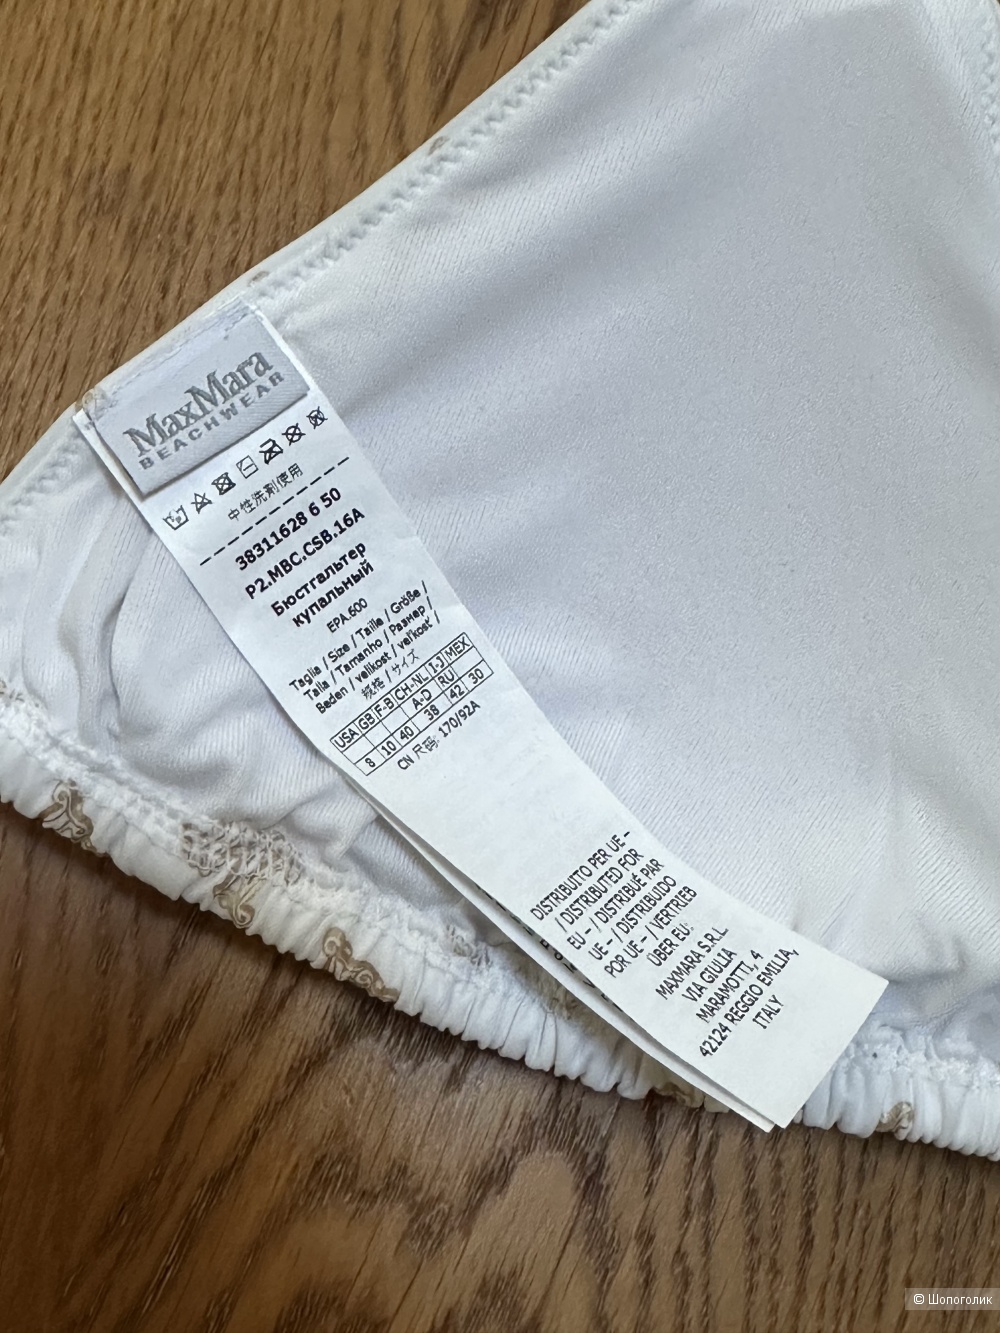 MaxMara
BEACHWEAR
中性洗剤使用
38311628 6 50
P2.MBC.CSB.16A
Бюстгальтер
купальный
EPA.600
Taglia / Size / Taille / Größe /
Talla / Tamanho / Размер /
Beden / velikost / veľkosť /
规格 / サイズ
USA GB F-B CH-NL I-J MEX
A-D RU
8 10 40 38 42 30
CN 尺码: 170/92A
DISTRIBUITO PER UE –
/ DISTRIBUTED FOR
EU – / DISTRIBUÉ PAR
UE – / DISTRIBUIDO
POR UE – / VERTRIEB
ÜBER EU:
MAXMARA S.R.L.
VIA GIULIA
MARAMOTTI, 4
42124 REGGIO EMILIA,
ITALY
© Шопоголик